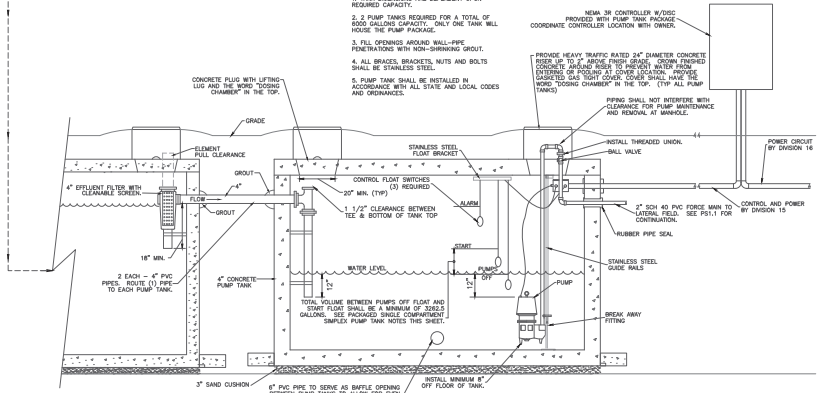 REQUIRED CAPACITY.
2. 2 PUMP TANKS REQUIRED FOR A TOTAL OF
6000 GALLONS CAPACITY. ONLY ONE TANK WILL
HOUSE THE PUMP PACKAGE.
3. FILL OPENINGS AROUND WALL-PIPE
PENETRATIONS WITH NON-SHRINKING GROUT.
4. ALL BRACES, BRACKETS, NUTS AND BOLTS
SHALL BE STAINLESS STEEL.
5. PUMP TANK SHALL BE INSTALLED IN
ACCORDANCE WITH ALL STATE AND LOCAL CODES
AND ORDINANCES.
NEMA 3R CONTROLLER W/DISC
PROVIDED WITH PUMP TANK PACKAGE
COORDINATE CONTROLLER LOCATION WITH OWNER.
PROVIDE HEAVY TRAFFIC RATED 24" DIAMETER CONCRETE
RISER UP TO 2" ABOVE FINISH GRADE. CROWN FINISHED
CONCRETE AROUND RISER TO PREVENT WATER FROM
ENTERING OR POOLING AT COVER LOCATION. PROVIDE
GASKETED GAS TIGHT COVER. COVER SHALL HAVE THE
WORD "DOSING CHAMBER" IN THE TOP. (TYP ALL PUMP
TANKS)
CONCRETE PLUG WITH LIFTING
LUG AND THE WORD "DOSING
CHAMBER" IN THE TOP.
PIPING SHALL NOT INTERFERE WITH
CLEARANCE FOR PUMP MAINTENANCE
AND REMOVAL AT MANHOLE.
GRADE
INSTALL THREADED UNION.
BALL VALVE
POWER CIRCUIT
BY DIVISION 16
ELEMENT
PULL CLEARANCE
STAINLESS STEEL
FLOAT BRACKET
4" EFFLUENT FILTER WITH
CLEANABLE SCREEN.
GROUT
4"
FLOW
GROUT
CONTROL FLOAT SWITCHES
(3) REQUIRED
20" MIN. (TYP)
1 1/2" CLEARANCE BETWEEN
TEE & BOTTOM OF TANK TOP
ALARM
2" SCH 40 PVC FORCE MAIN TO
LATERAL FIELD. SEE PS1.1 FOR
CONTINUATION.
CONTROL AND POWER
BY DIVISION 15
RUBBER PIPE SEAL
18" MIN.
START
2 EACH - 4" PVC
PIPES. ROUTE (1) PIPE
TO EACH PUMP TANK.
4" CONCRETE
PUMP TANK
WATER LEVEL
12"
PUMPS
OFF
12"
STAINLESS STEEL
GUIDE RAILS
PUMP
TOTAL VOLUME BETWEEN PUMPS OFF FLOAT AND
START FLOAT SHALL BE A MINIMUM OF 3262.5
GALLONS. SEE PACKAGED SINGLE COMPARTMENT
SIMPLEX PUMP TANK NOTES THIS SHEET.
BREAK AWAY
FITTING
3" SAND CUSHION
6" PVC PIPE TO SERVE AS BAFFLE OPENING
BETWEEN PUMP TANKS TO ALLOW FOR EVEN
INSTALL MINIMUM 8"
OFF FLOOR OF TANK.